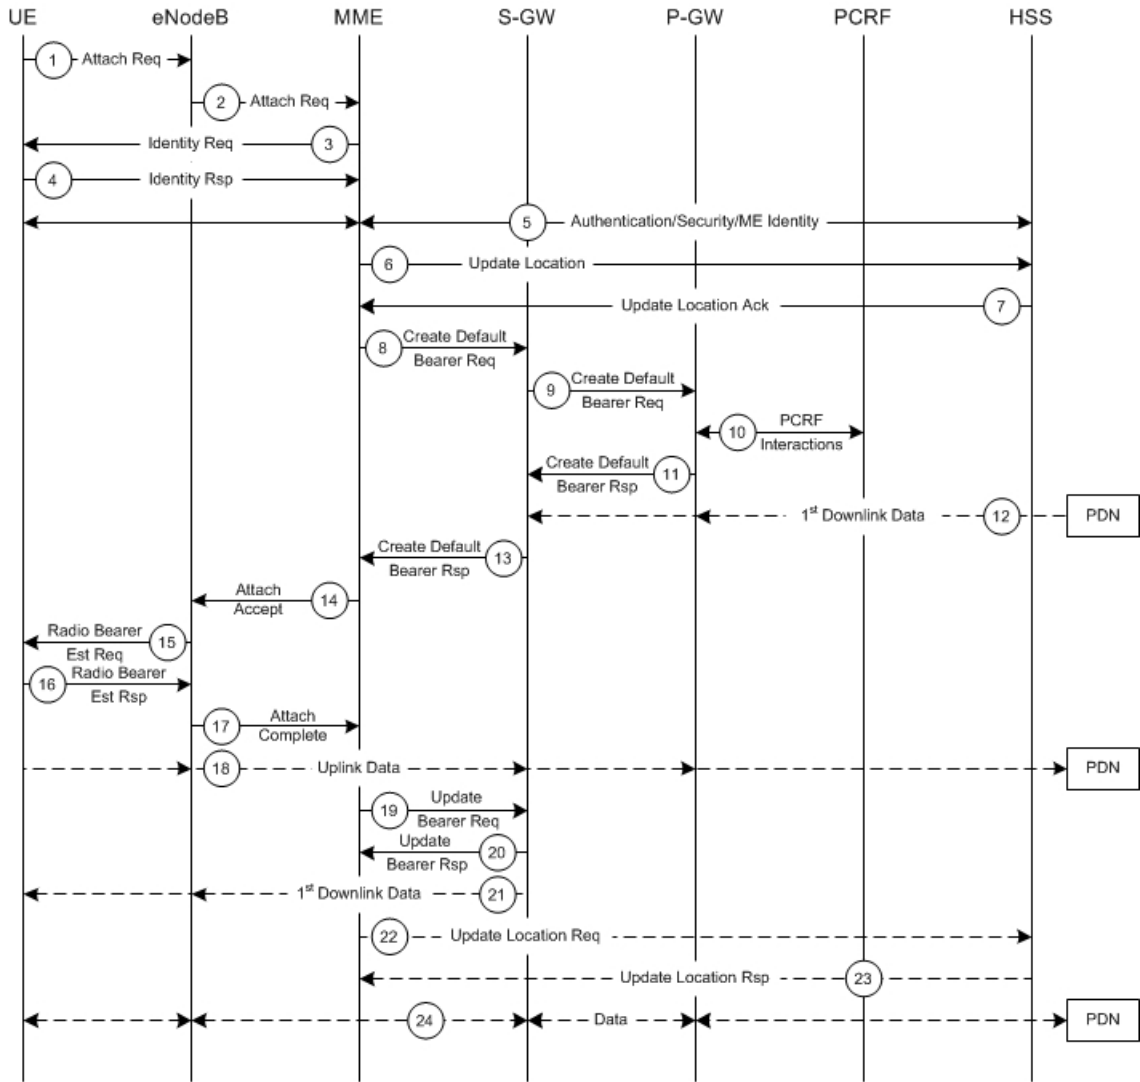 UE eNodeB MME S-GW P-GW PCRF HSS
1 Attach Req
2 Attach Req
Identity Req 3
4 Identity Rsp
5 Authentication/Security/ME Identity
6 Update Location
Update Location Ack 7
8 Create Default
Bearer Req
9 Create Default
Bearer Req
10 PCRF
Interactions
Create Default 11
Bearer Rsp
1st Downlink Data 12 PDN
Create Default 13
Bearer Rsp
Attach 14
Accept
Radio Bearer 15
Est Req
16 Radio Bearer
Est Rsp
17 Attach
Complete
18 Uplink Data PDN
19 Update
Bearer Req
Update 20
Bearer Rsp
1st Downlink Data 21
22 Update Location Req
Update Location Rsp 23
24 Data PDN